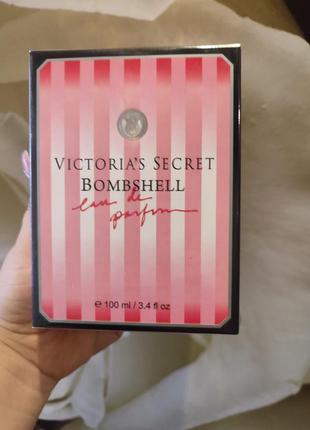 VICTORIA'S SECRET
BOMBSHELL
eau de
parfum
℮ 100 ml / 3.4 fl oz